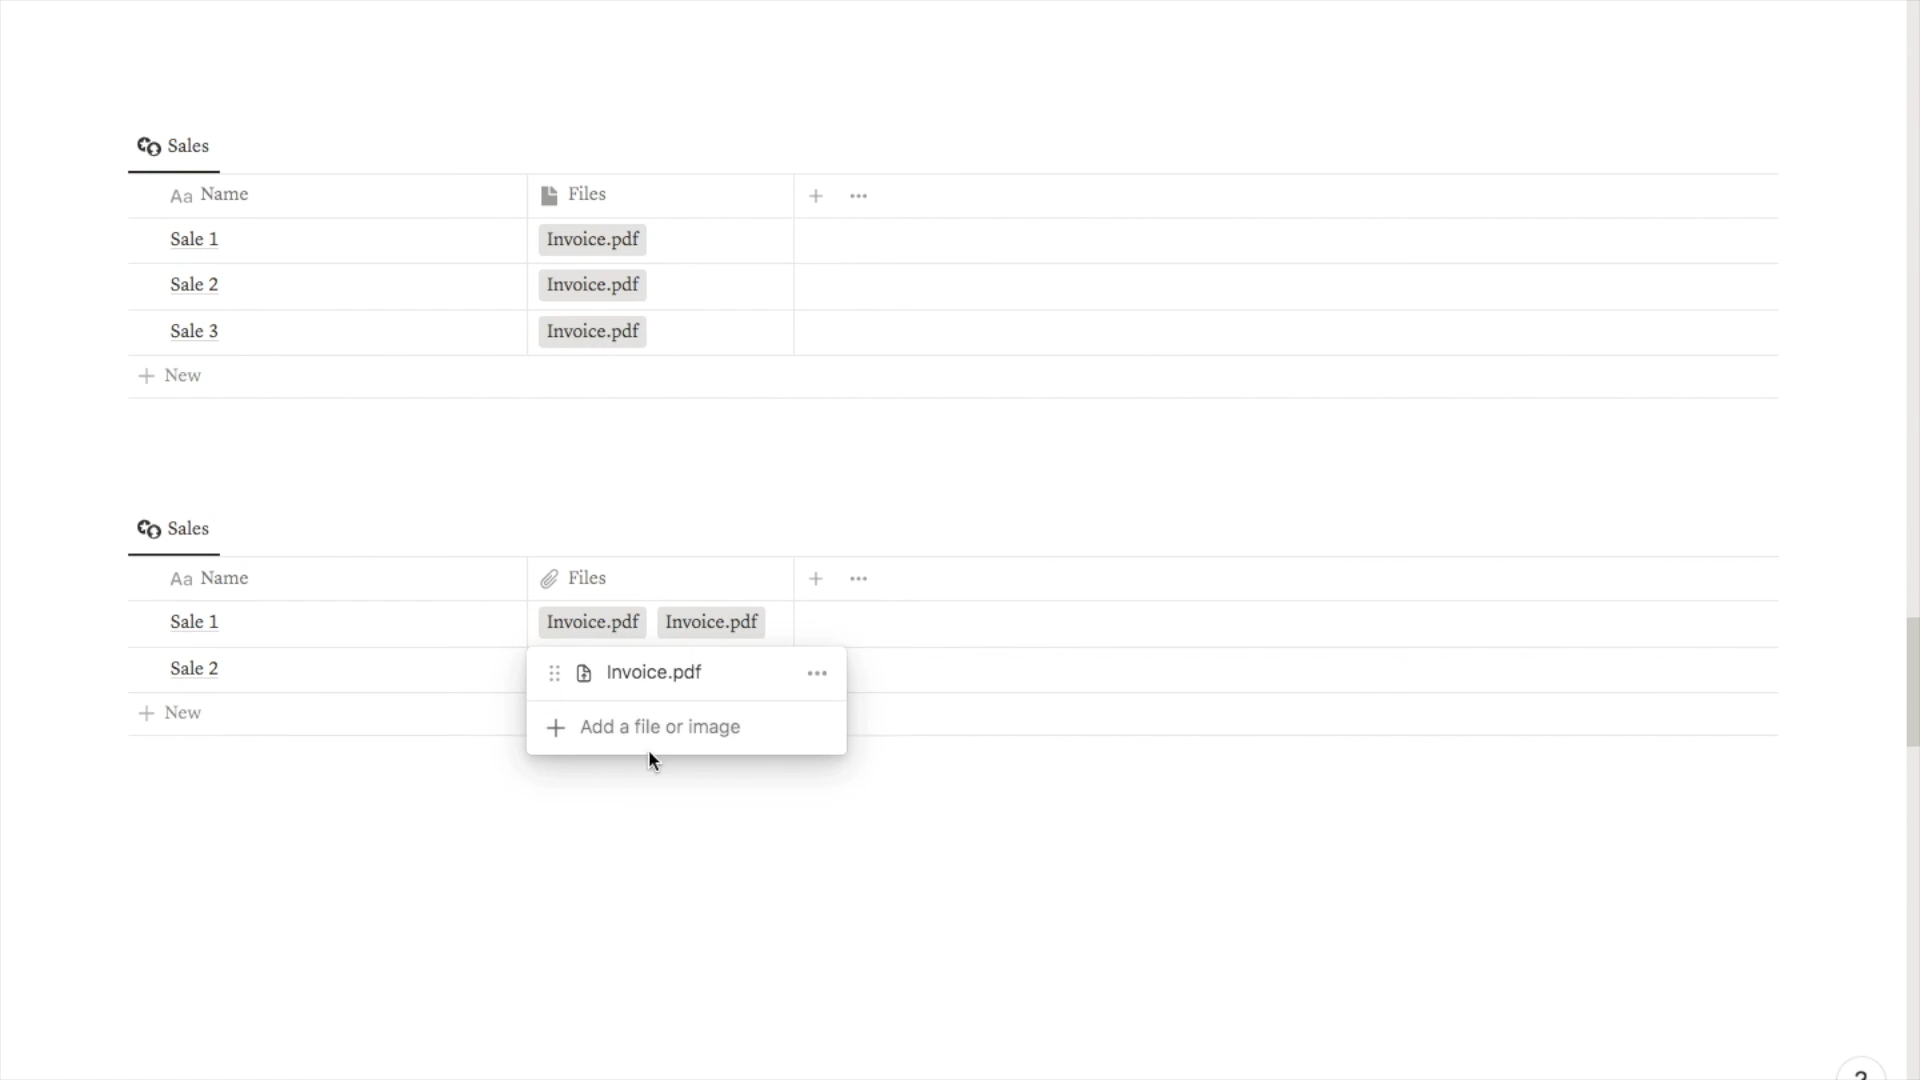 Sales
Aa Name Files
Sale 1 Invoice.pdf
Sale 2 Invoice.pdf
Sale 3 Invoice.pdf
+ New
Sales
Aa Name Files
Sale 1 Invoice.pdf Invoice.pdf
Sale 2 Invoice.pdf
+ New
+ Add a file or image
?